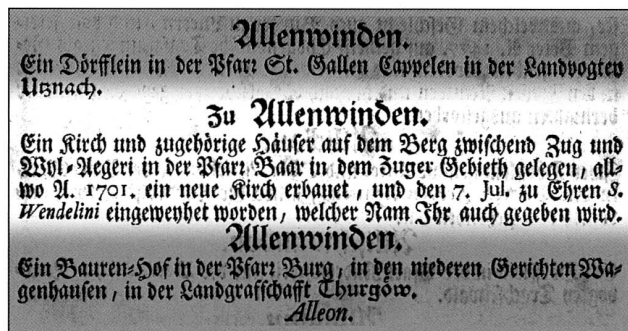 Allenwinden.
Ein Dörfflein in der Pfarr St. Gallen Cappelen in der Landvogtey
Utznach.
Zu Allenwinden.
Ein Kirch und zugehörige Häuser auf dem Berg zwischend Zug und
Wyl-Aegeri in der Pfarr Baar in dem Zuger Gebieth gelegen, all-
wo A. 1701. ein neue Kirch erbauet, und den 7. Jul. zu Ehren S.
Wendelini eingeweyhet worden, welcher Nam Ihr auch gegeben wird.
Allenwinden.
Ein Bauren-Hof in der Pfarr Burg, in den niederen Gerichten Wa-
genhausen, in der Landgraffschafft Thurgöw.
Alleon.